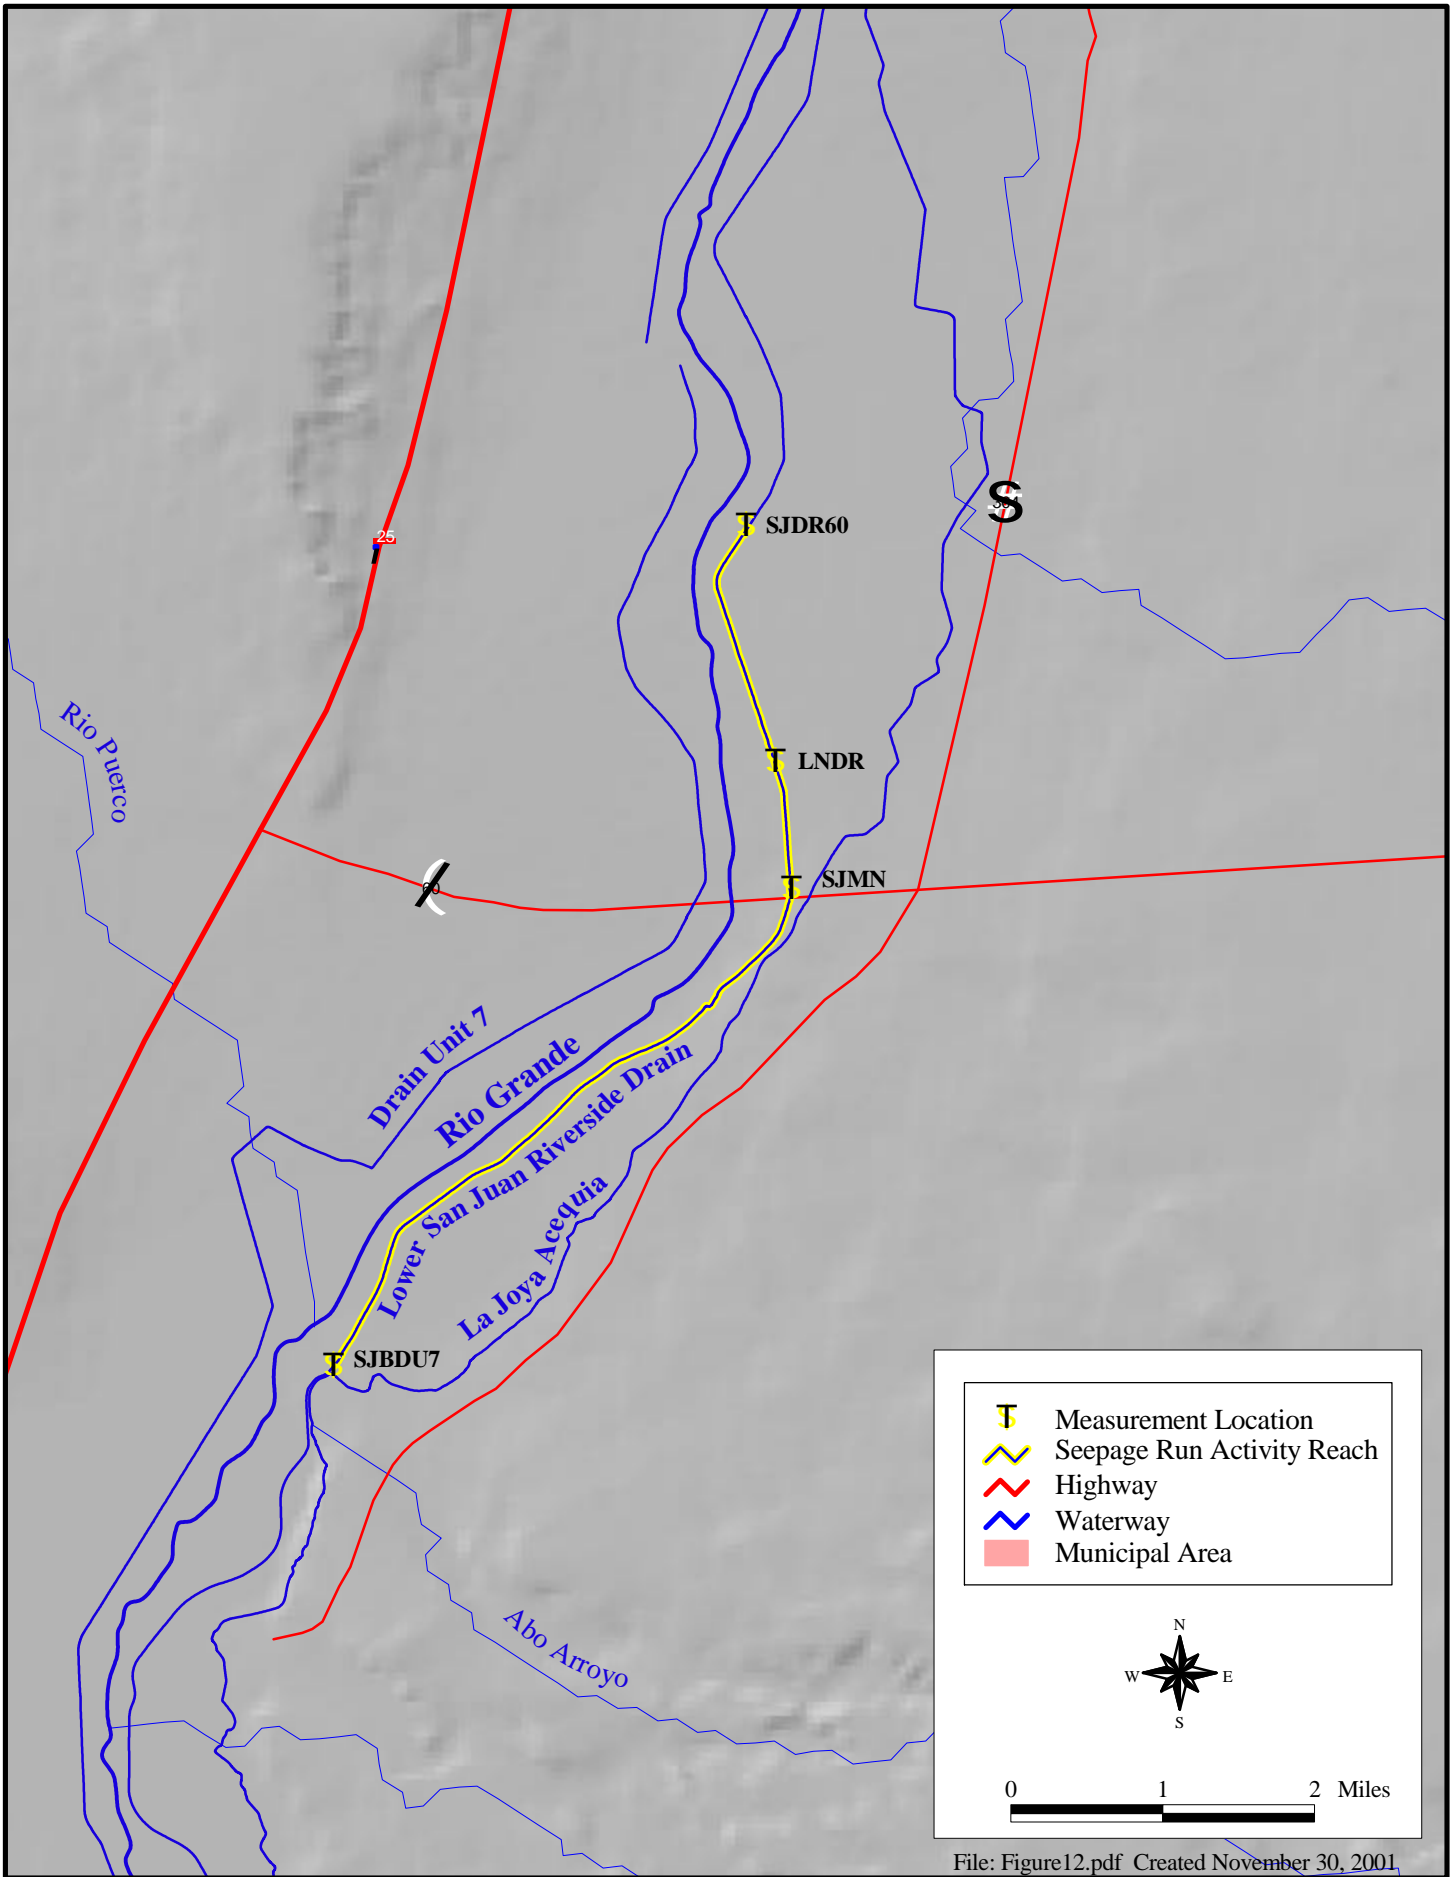 SJDR60
S
25
Rio Puerco
LNDR
SJMN
60
Drain Unit 7
Rio Grande
Lower San Juan Riverside Drain
La Joya Acequia
SJBDU7
Abo Arroyo
Measurement Location
Seepage Run Activity Reach
Highway
Waterway
Municipal Area
N
W E
S
0 1 2 Miles
File: Figure12.pdf Created November 30, 2001